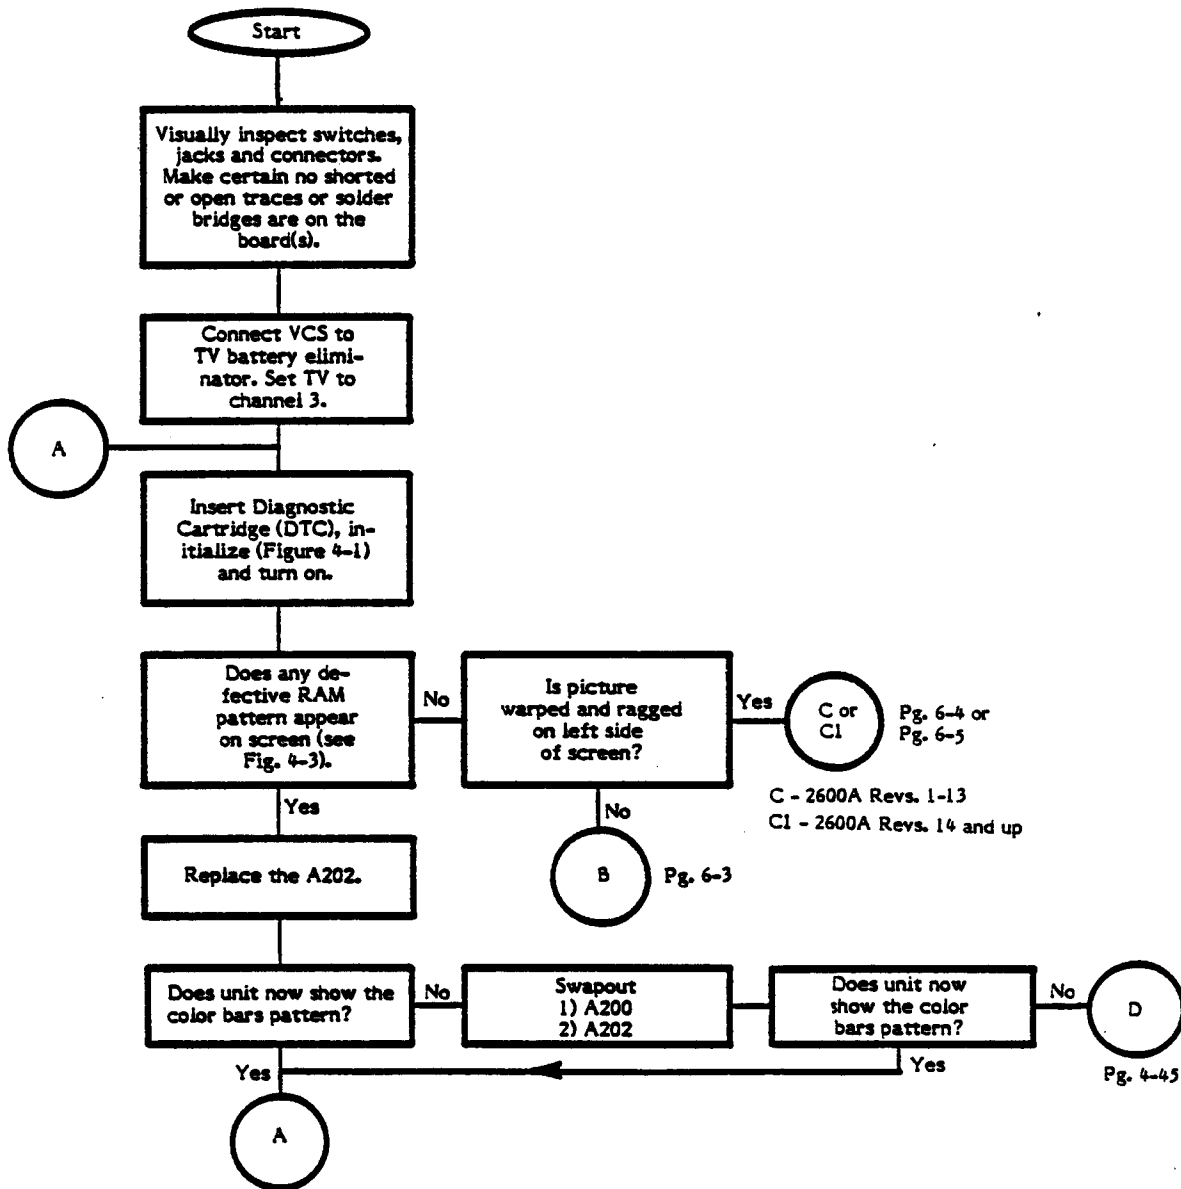 Start
Visually inspect switches,
jacks and connectors.
Make certain no shorted
or open traces or solder
bridges are on the
board(s).
Connect VCS to
TV battery elimi-
nator. Set TV to
channel 3.
A
Insert Diagnostic
Cartridge (DTC), in-
itialize (Figure 4-1)
and turn on.
Does any de-
fective RAM
pattern appear
on screen (see
Fig. 4-3).
No
Is picture
warped and ragged
on left side
of screen?
Yes
C or
C1
Pg. 6-4 or
Pg. 6-5
C - 2600A Revs. 1-13
C1 - 2600A Revs. 14 and up
Yes
No
B
Pg. 6-3
Replace the A202.
Does unit now show the
color bars pattern?
No
Swapout
1) A200
2) A202
Does unit now
show the color
bars pattern?
No
D
Pg. 4-45
Yes
Yes
A